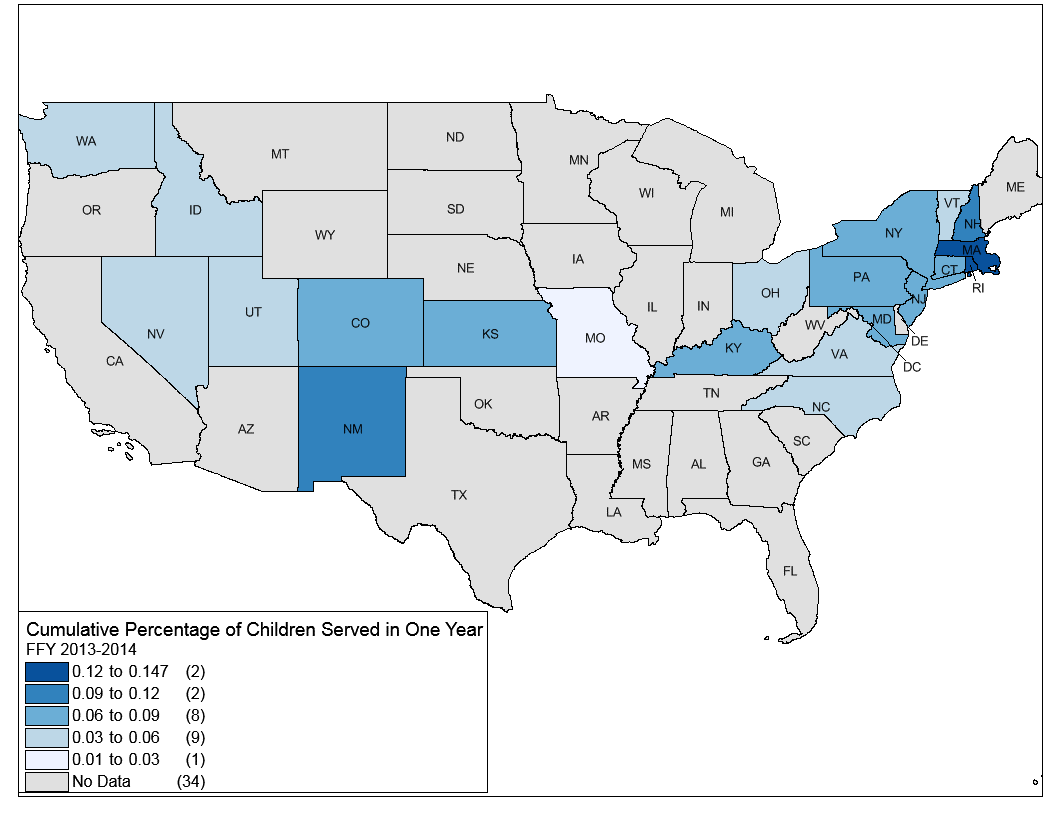 WA
MT
ND
MN
ME
OR
ID
WY
SD
WI
MI
VT
NH
NY
MA
CT
RI
NE
IA
PA
NJ
NV
UT
CO
KS
MO
IL
IN
OH
WV
MD
DE
DC
KY
VA
CA
AZ
NM
OK
AR
TN
NC
SC
MS
AL
GA
TX
LA
FL
Cumulative Percentage of Children Served in One Year
FFY 2013-2014
0.12 to 0.147 (2)
0.09 to 0.12 (2)
0.06 to 0.09 (8)
0.03 to 0.06 (9)
0.01 to 0.03 (1)
No Data (34)